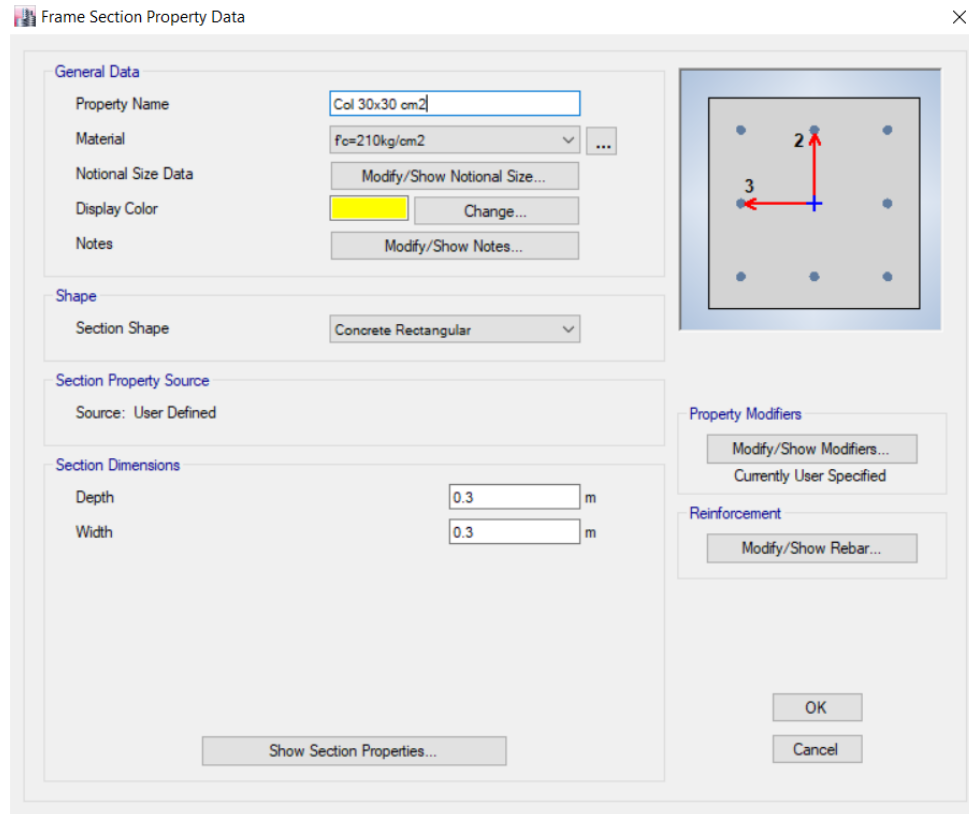 Frame Section Property Data
General Data
Property Name
Col 30x30 cm2
Material
f'c=210kg/cm2
...
Notional Size Data
Modify/Show Notional Size...
Display Color
Change...
Notes
Modify/Show Notes...
2
3
Shape
Section Shape
Concrete Rectangular
Section Property Source
Source: User Defined
Property Modifiers
Modify/Show Modifiers...
Currently User Specified
Section Dimensions
Depth
0.3
m
Width
0.3
m
Reinforcement
Modify/Show Rebar...
Show Section Properties...
OK
Cancel